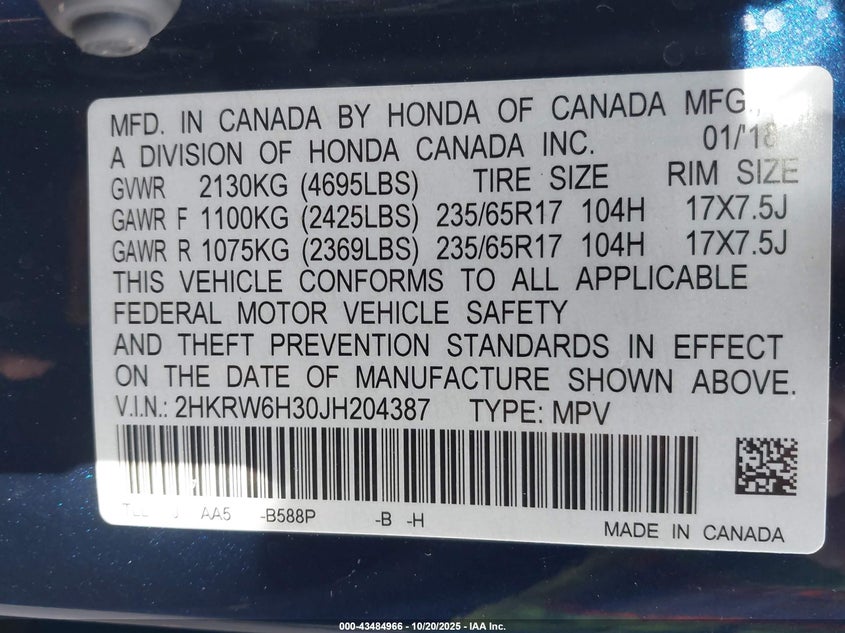 MFD. IN CANADA BY HONDA OF CANADA MFG.,
A DIVISION OF HONDA CANADA INC. 01/'18
GVWR 2130KG (4695LBS) TIRE SIZE RIM SIZE
GAWR F 1100KG (2425LBS) 235/65R17 104H 17X7.5J
GAWR R 1075KG (2369LBS) 235/65R17 104H 17X7.5J
THIS VEHICLE CONFORMS TO ALL APPLICABLE
FEDERAL MOTOR VEHICLE SAFETY
AND THEFT PREVENTION STANDARDS IN EFFECT
ON THE DATE OF MANUFACTURE SHOWN ABOVE.
V.I.N.: 2HKRW6H30JH204387 TYPE: MPV
AA5 -B588P -B -H
MADE IN CANADA
000-43484966 - 10/20/2025 - IAA Inc.